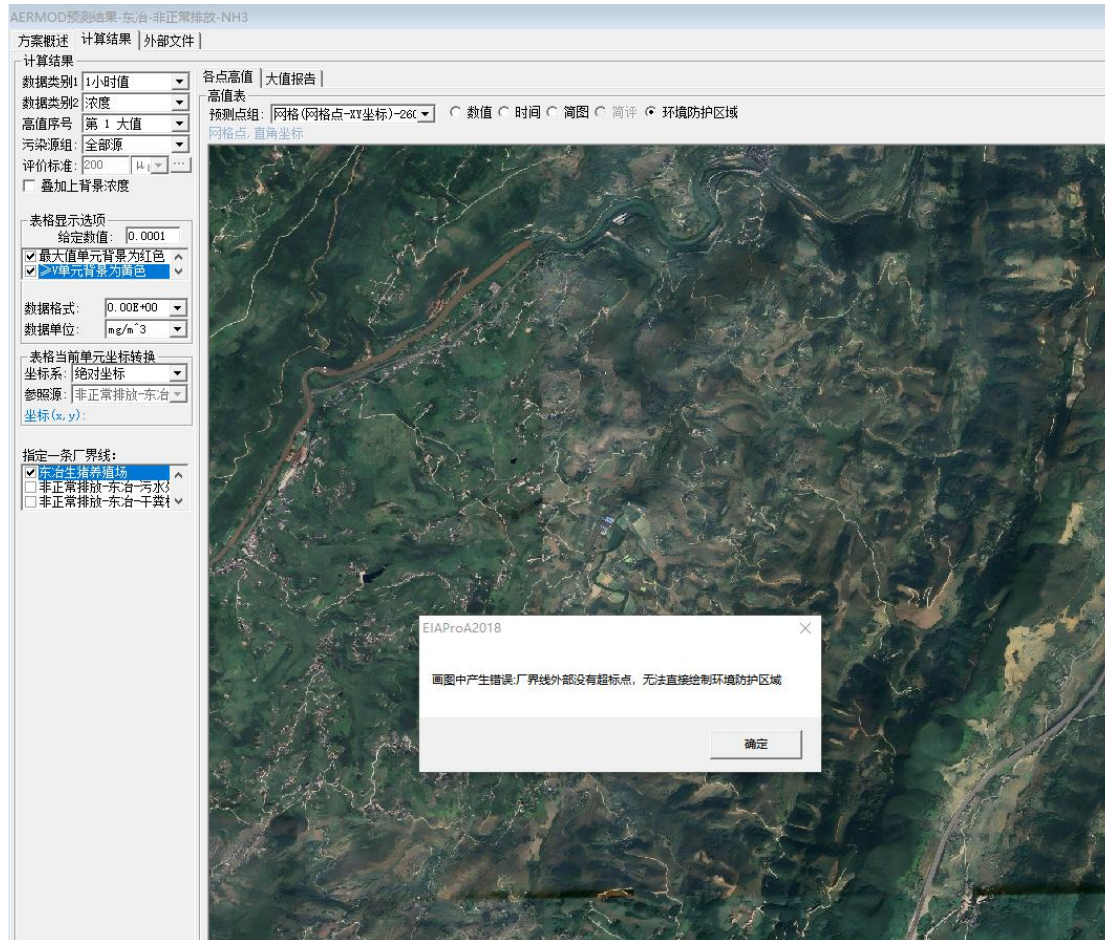 AERMOD预测结果-东冶-非正常排放-NH3
方案概述 计算结果 外部文件
计算结果
数据类别1 1小时值
数据类别2 浓度
高值序号 第 1 大值
污染源组: 全部源
评价标准: 200
叠加上背景浓度
表格显示选项
给定数值: 0.0001
最大值单元背景为红色
≥V单元背景为黄色
数据格式: 0.00E+00
数据单位: mg/m^3
表格当前单元坐标转换
坐标系: 绝对坐标
参照源: 非正常排放-东冶
坐标(x, y):
指定一条厂界线:
东冶生猪养殖场
非正常排放-东冶-污水
非正常排放-东冶-干粪
各点高值 大值报告
高值表
预测点组: 网格(网格点-XY坐标)-260 数值 时间 简图 简评 环境防护区域
网格点, 直角坐标
EIAProA2018
画图中产生错误:厂界线外部没有超标点，无法直接绘制环境防护区域
确定